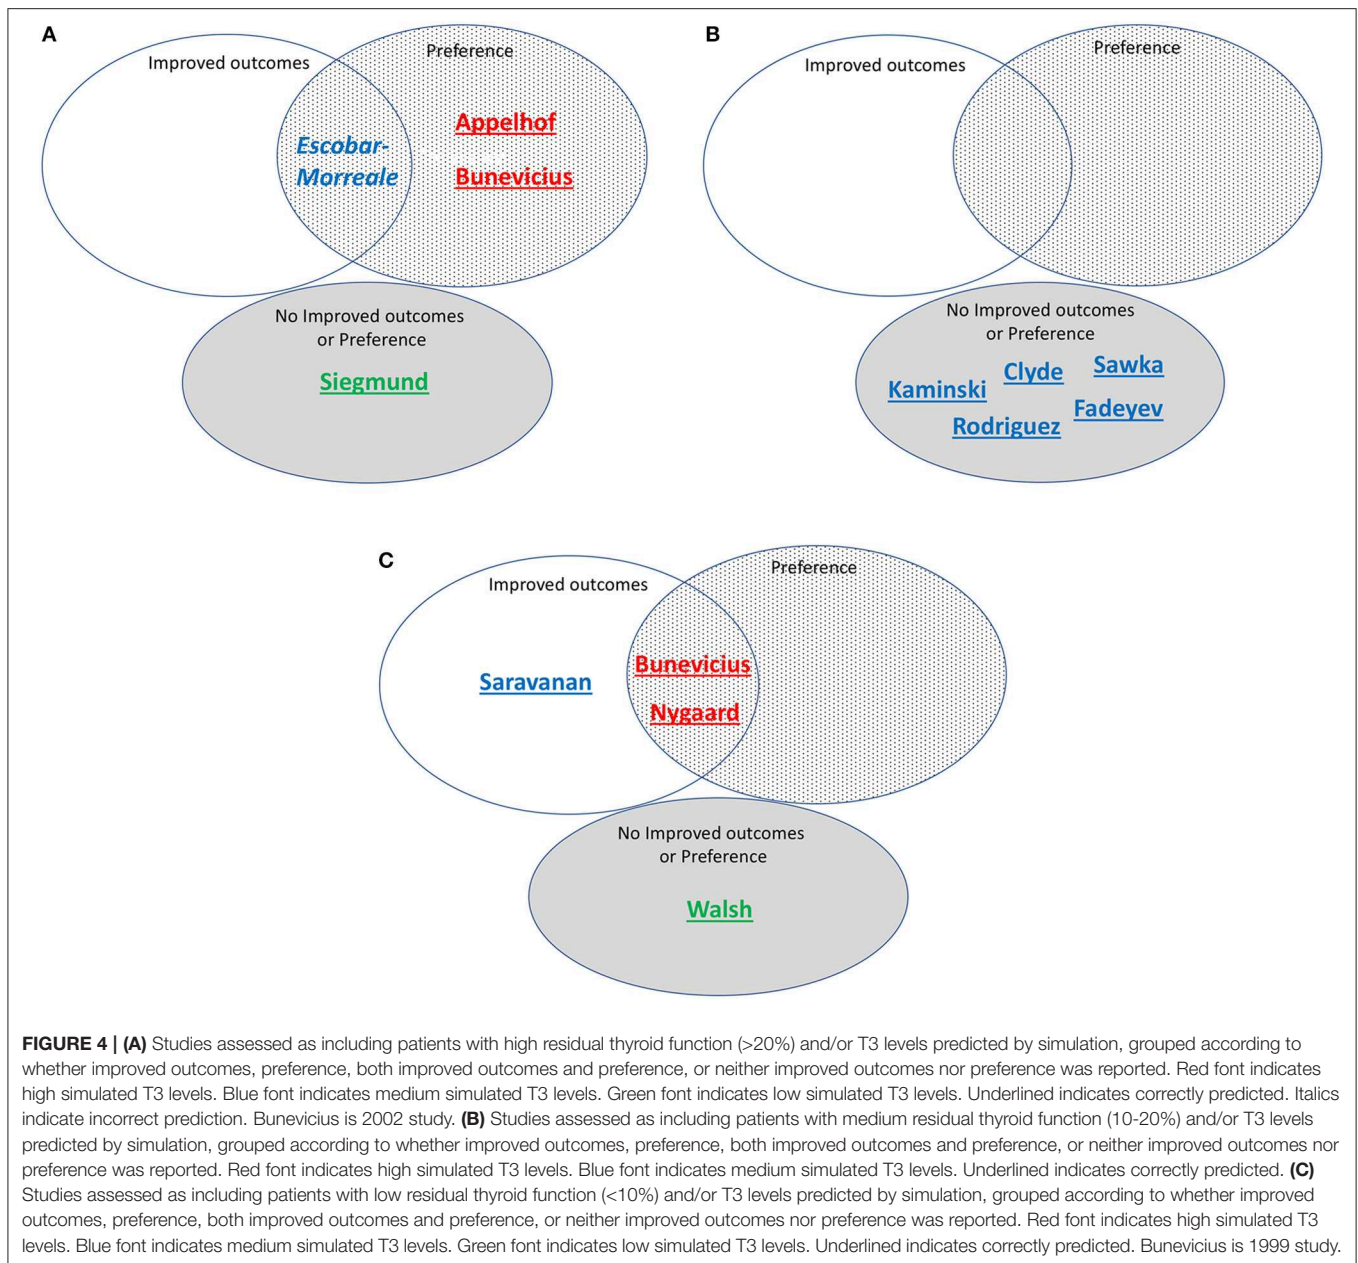 A
Improved outcomes
Preference
Escobar-
Morreale
Appelhof
Bunevicius
No Improved outcomes
or Preference
Siegmund
B
Improved outcomes
Preference
No Improved outcomes
or Preference
Kaminski
Clyde
Sawka
Rodriguez
Fadeyev
C
Improved outcomes
Preference
Saravanan
Bunevicius
Nygaard
No Improved outcomes
or Preference
Walsh
FIGURE 4 | (A) Studies assessed as including patients with high residual thyroid function (>20%) and/or T3 levels predicted by simulation, grouped according to
whether improved outcomes, preference, both improved outcomes and preference, or neither improved outcomes nor preference was reported. Red font indicates
high simulated T3 levels. Blue font indicates medium simulated T3 levels. Green font indicates low simulated T3 levels. Underlined indicates correctly predicted. Italics
indicate incorrect prediction. Bunevicius is 2002 study. (B) Studies assessed as including patients with medium residual thyroid function (10-20%) and/or T3 levels
predicted by simulation, grouped according to whether improved outcomes, preference, both improved outcomes and preference, or neither improved outcomes nor
preference was reported. Red font indicates high simulated T3 levels. Blue font indicates medium simulated T3 levels. Underlined indicates correctly predicted. (C)
Studies assessed as including patients with low residual thyroid function (<10%) and/or T3 levels predicted by simulation, grouped according to whether improved
outcomes, preference, both improved outcomes and preference, or neither improved outcomes nor preference was reported. Red font indicates high simulated T3
levels. Blue font indicates medium simulated T3 levels. Green font indicates low simulated T3 levels. Underlined indicates correctly predicted. Bunevicius is 1999 study.